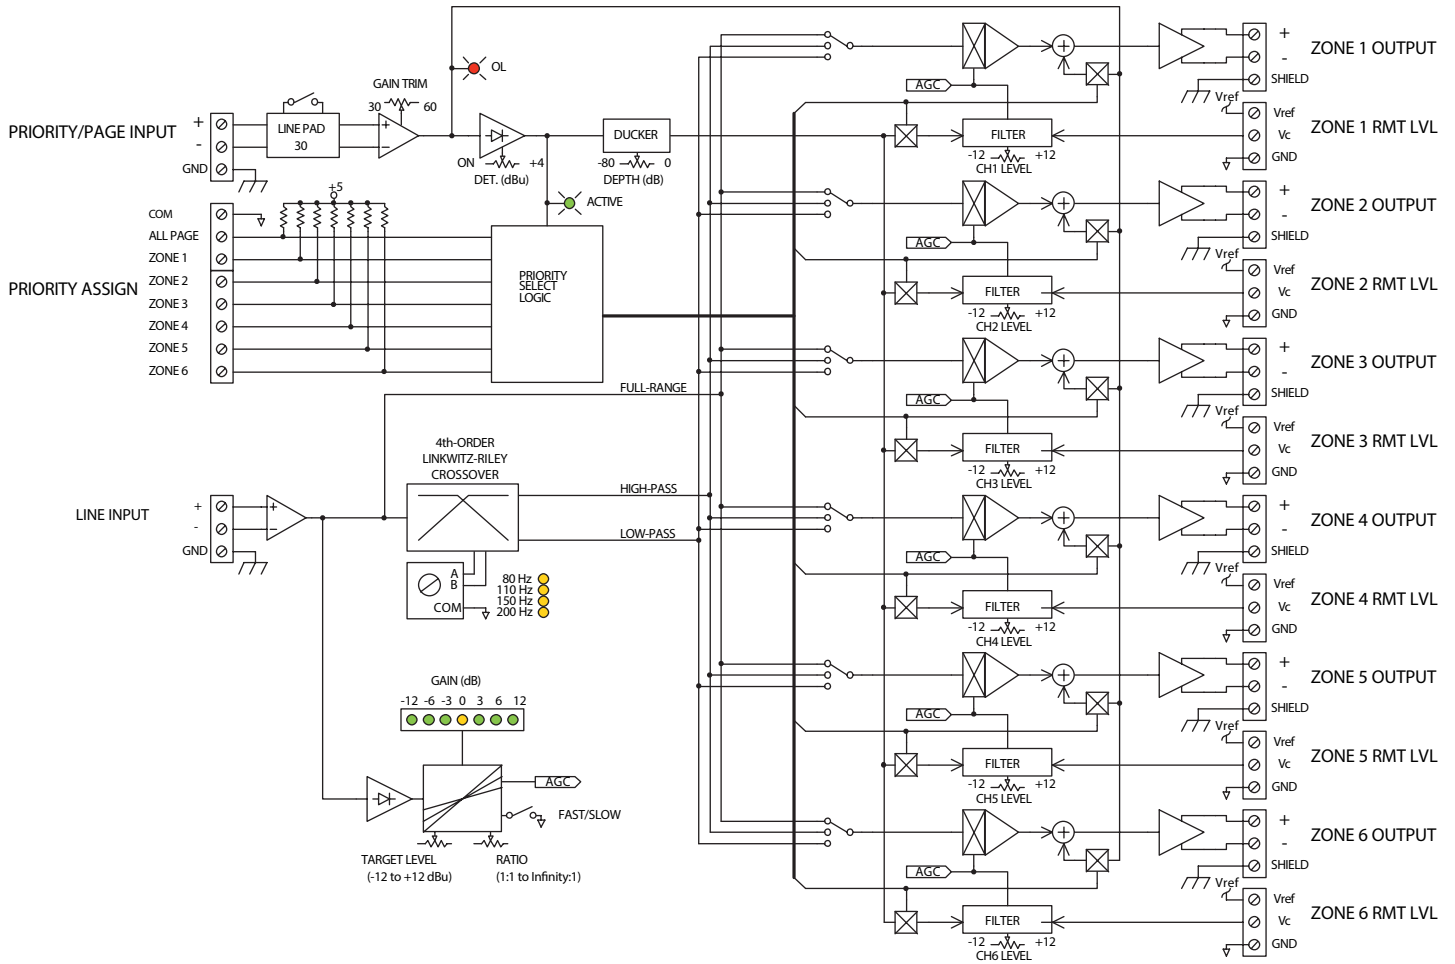 OL
GAIN TRIM
30 60
PRIORITY/PAGE INPUT
+
-
GND
LINE PAD
30
+
-
ON +4
DET. (dBu)
DUCKER
-80 0
DEPTH (dB)
ACTIVE
+5
PRIORITY ASSIGN
COM
ALL PAGE
ZONE 1
ZONE 2
ZONE 3
ZONE 4
ZONE 5
ZONE 6
PRIORITY
SELECT
LOGIC
FULL-RANGE
4th-ORDER
LINKWITZ-RILEY
CROSSOVER
HIGH-PASS
LOW-PASS
LINE INPUT
+
-
GND
+
-
A
B
COM
80 Hz
110 Hz
150 Hz
200 Hz
GAIN (dB)
-12 -6 -3 0 3 6 12
AGC
FAST/SLOW
TARGET LEVEL
(-12 to +12 dBu)
RATIO
(1:1 to Infinity:1)
+
+
-
SHIELD
ZONE 1 OUTPUT
AGC
FILTER
-12 +12
CH1 LEVEL
Vref
Vref
Vc
GND
ZONE 1 RMT LVL
+
+
-
SHIELD
ZONE 2 OUTPUT
AGC
FILTER
-12 +12
CH2 LEVEL
Vref
Vref
Vc
GND
ZONE 2 RMT LVL
+
+
-
SHIELD
ZONE 3 OUTPUT
AGC
FILTER
-12 +12
CH3 LEVEL
Vref
Vref
Vc
GND
ZONE 3 RMT LVL
+
+
-
SHIELD
ZONE 4 OUTPUT
AGC
FILTER
-12 +12
CH4 LEVEL
Vref
Vref
Vc
GND
ZONE 4 RMT LVL
+
+
-
SHIELD
ZONE 5 OUTPUT
AGC
FILTER
-12 +12
CH5 LEVEL
Vref
Vref
Vc
GND
ZONE 5 RMT LVL
+
+
-
SHIELD
ZONE 6 OUTPUT
AGC
FILTER
-12 +12
CH6 LEVEL
Vref
Vref
Vc
GND
ZONE 6 RMT LVL